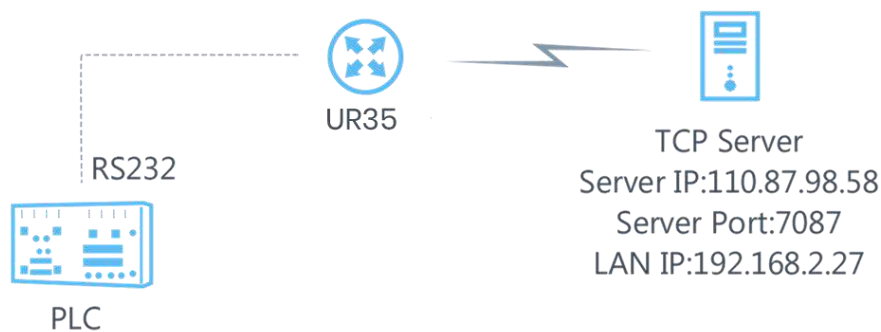 UR35
RS232
PLC
TCP Server
Server IP:110.87.98.58
Server Port:7087
LAN IP:192.168.2.27